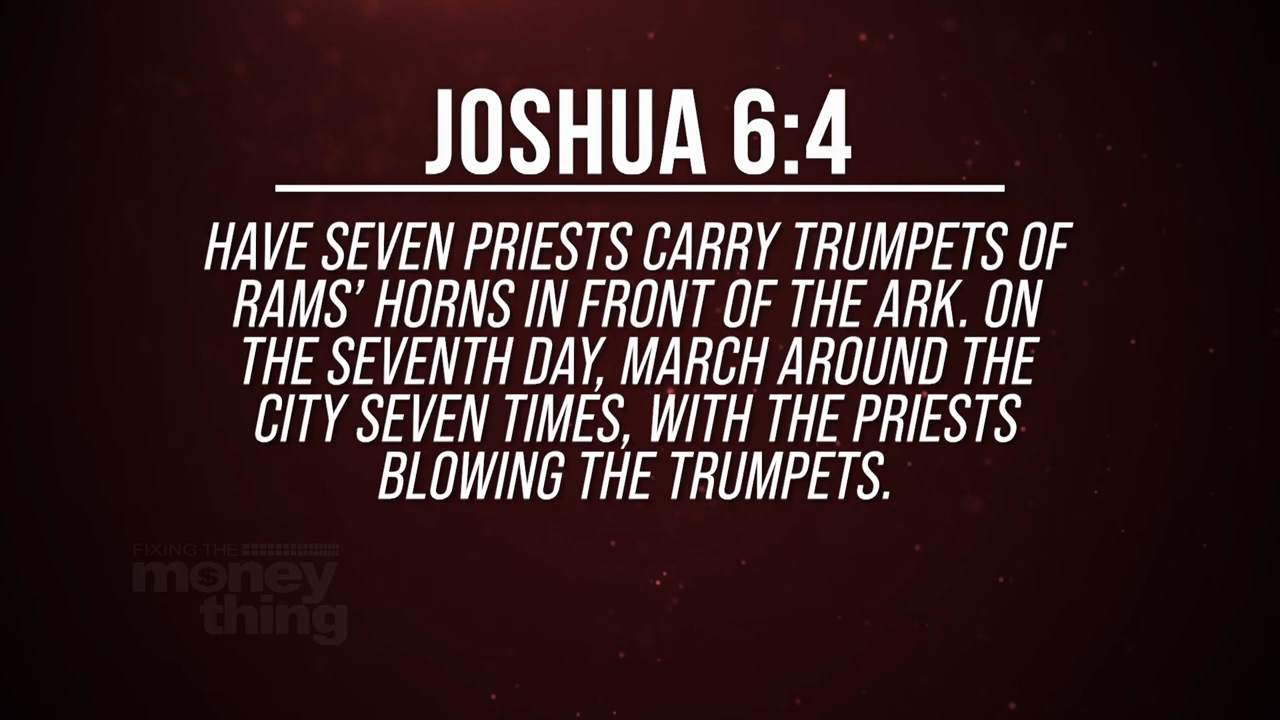 JOSHUA 6:4
HAVE SEVEN PRIESTS CARRY TRUMPETS OF
RAMS’ HORNS IN FRONT OF THE ARK. ON
THE SEVENTH DAY, MARCH AROUND THE
CITY SEVEN TIMES, WITH THE PRIESTS
BLOWING THE TRUMPETS.
FIXING THE
money
thing